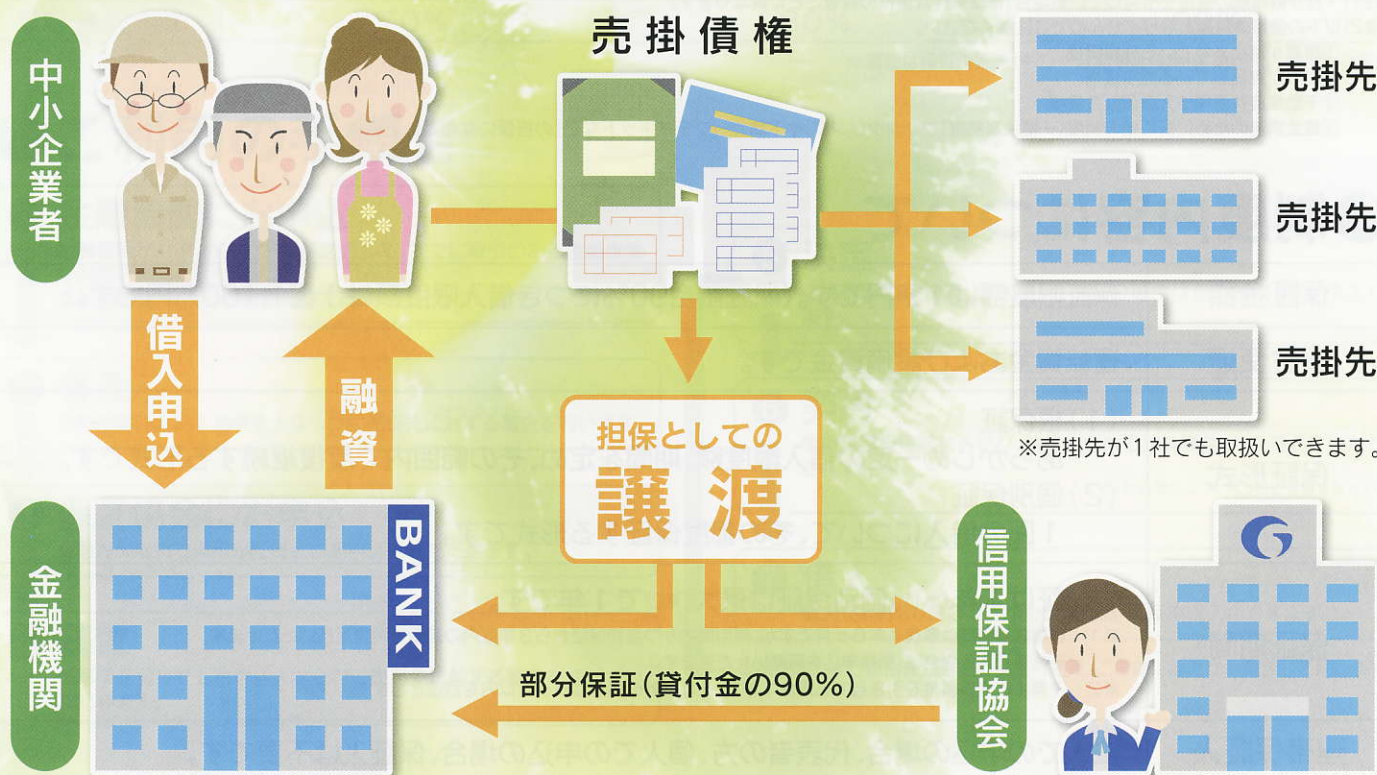 中小企業者
売掛債権
売掛先
売掛先
売掛先
※売掛先が1社でも取扱いできます。
借入申込
融資
担保としての
譲渡
金融機関
BANK
部分保証(貸付金の90%)
信用保証協会